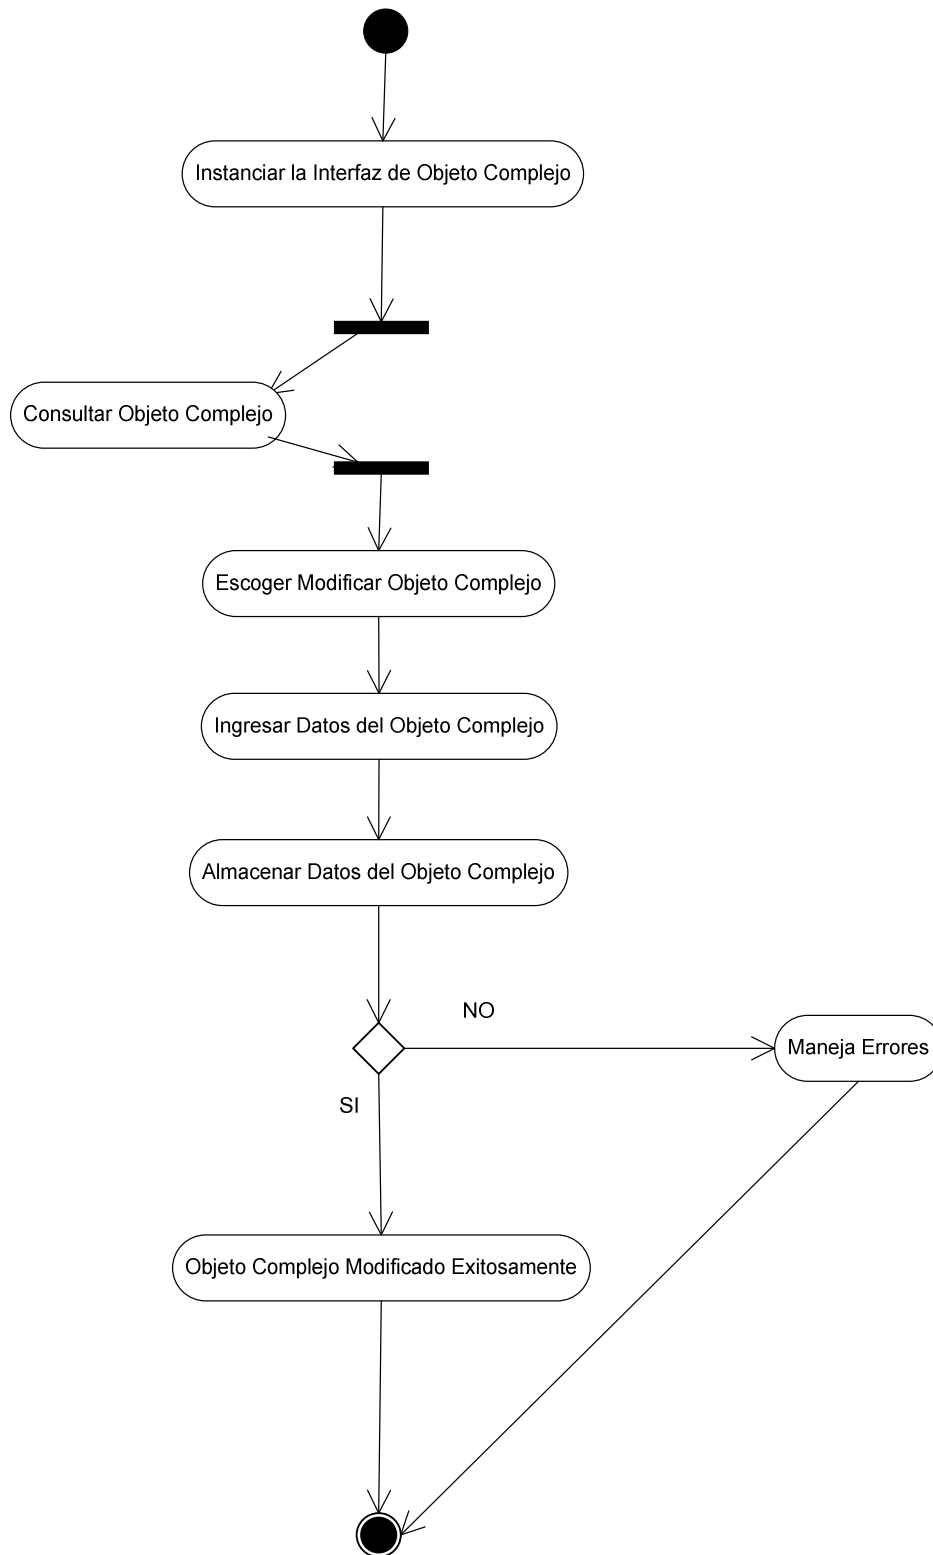 Instanciar la Interfaz de Objeto Complejo
Consultar Objeto Complejo
Escoger Modificar Objeto Complejo
Ingresar Datos del Objeto Complejo
Almacenar Datos del Objeto Complejo
NO
Maneja Errores
SI
Objeto Complejo Modificado Exitosamente